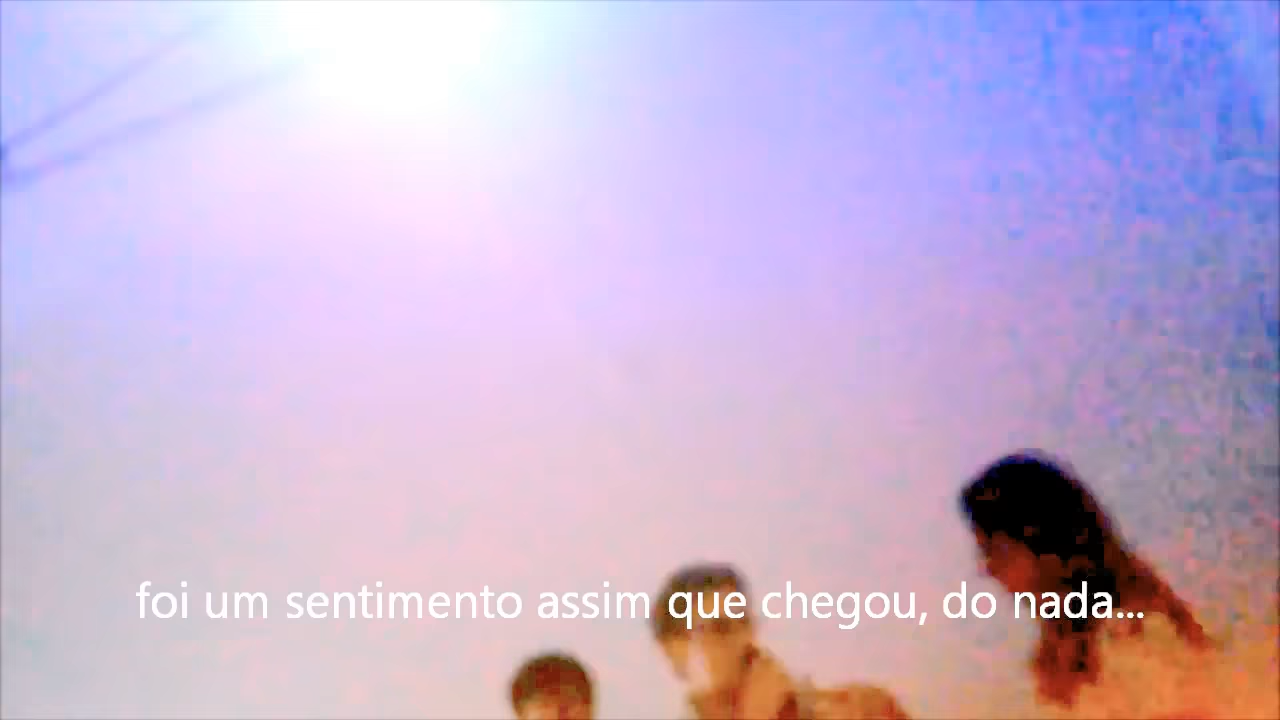 foi um sentimento assim que chegou, do nada...